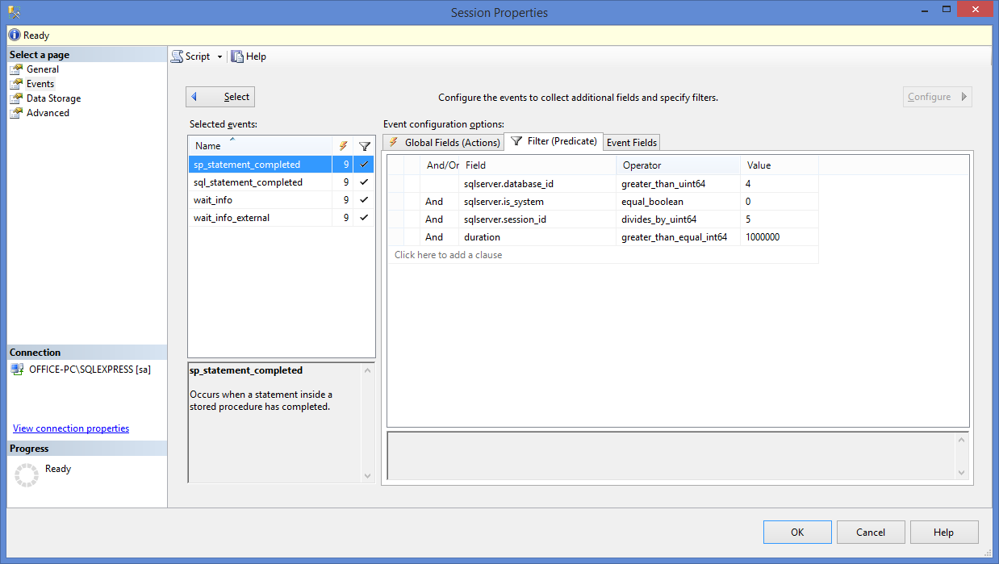 Session Properties
Ready
Select a page
General
Events
Data Storage
Advanced
Script
Help
Select
Configure the events to collect additional fields and specify filters.
Configure
Selected events:
Name
sp_statement_completed 9
sql_statement_completed 9
wait_info 9
wait_info_external 9
sp_statement_completed
Occurs when a statement inside a
stored procedure has completed.
Event configuration options:
Global Fields (Actions) Filter (Predicate) Event Fields
And/Or Field Operator Value
sqlserver.database_id greater_than_uint64 4
And sqlserver.is_system equal_boolean 0
And sqlserver.session_id divides_by_uint64 5
And duration greater_than_equal_int64 1000000
Click here to add a clause
Connection
OFFICE-PC\SQLEXPRESS [sa]
View connection properties
Progress
Ready
OK Cancel Help